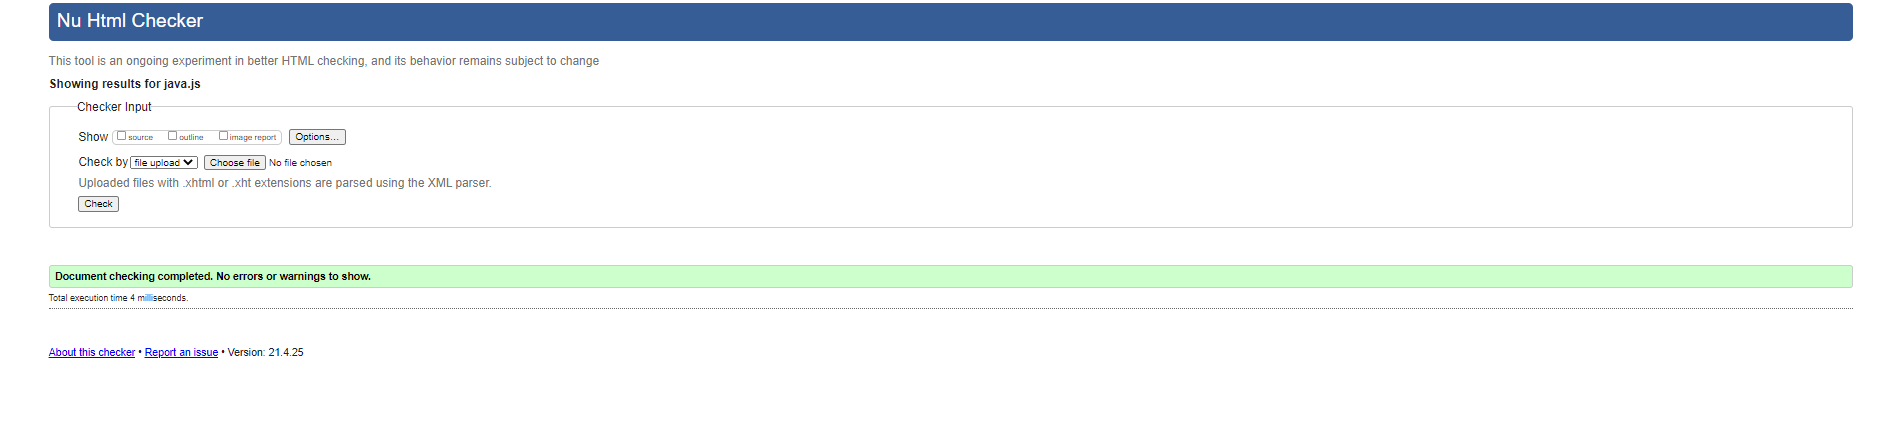 Nu Html Checker
This tool is an ongoing experiment in better HTML checking, and its behavior remains subject to change
Showing results for java.js
Checker Input
Show source outline image report Options...
Check by file upload Choose file No file chosen
Uploaded files with .xhtml or .xht extensions are parsed using the XML parser.
Check
Document checking completed. No errors or warnings to show.
Total execution time 4 milliseconds.
About this checker • Report an issue • Version: 21.4.25